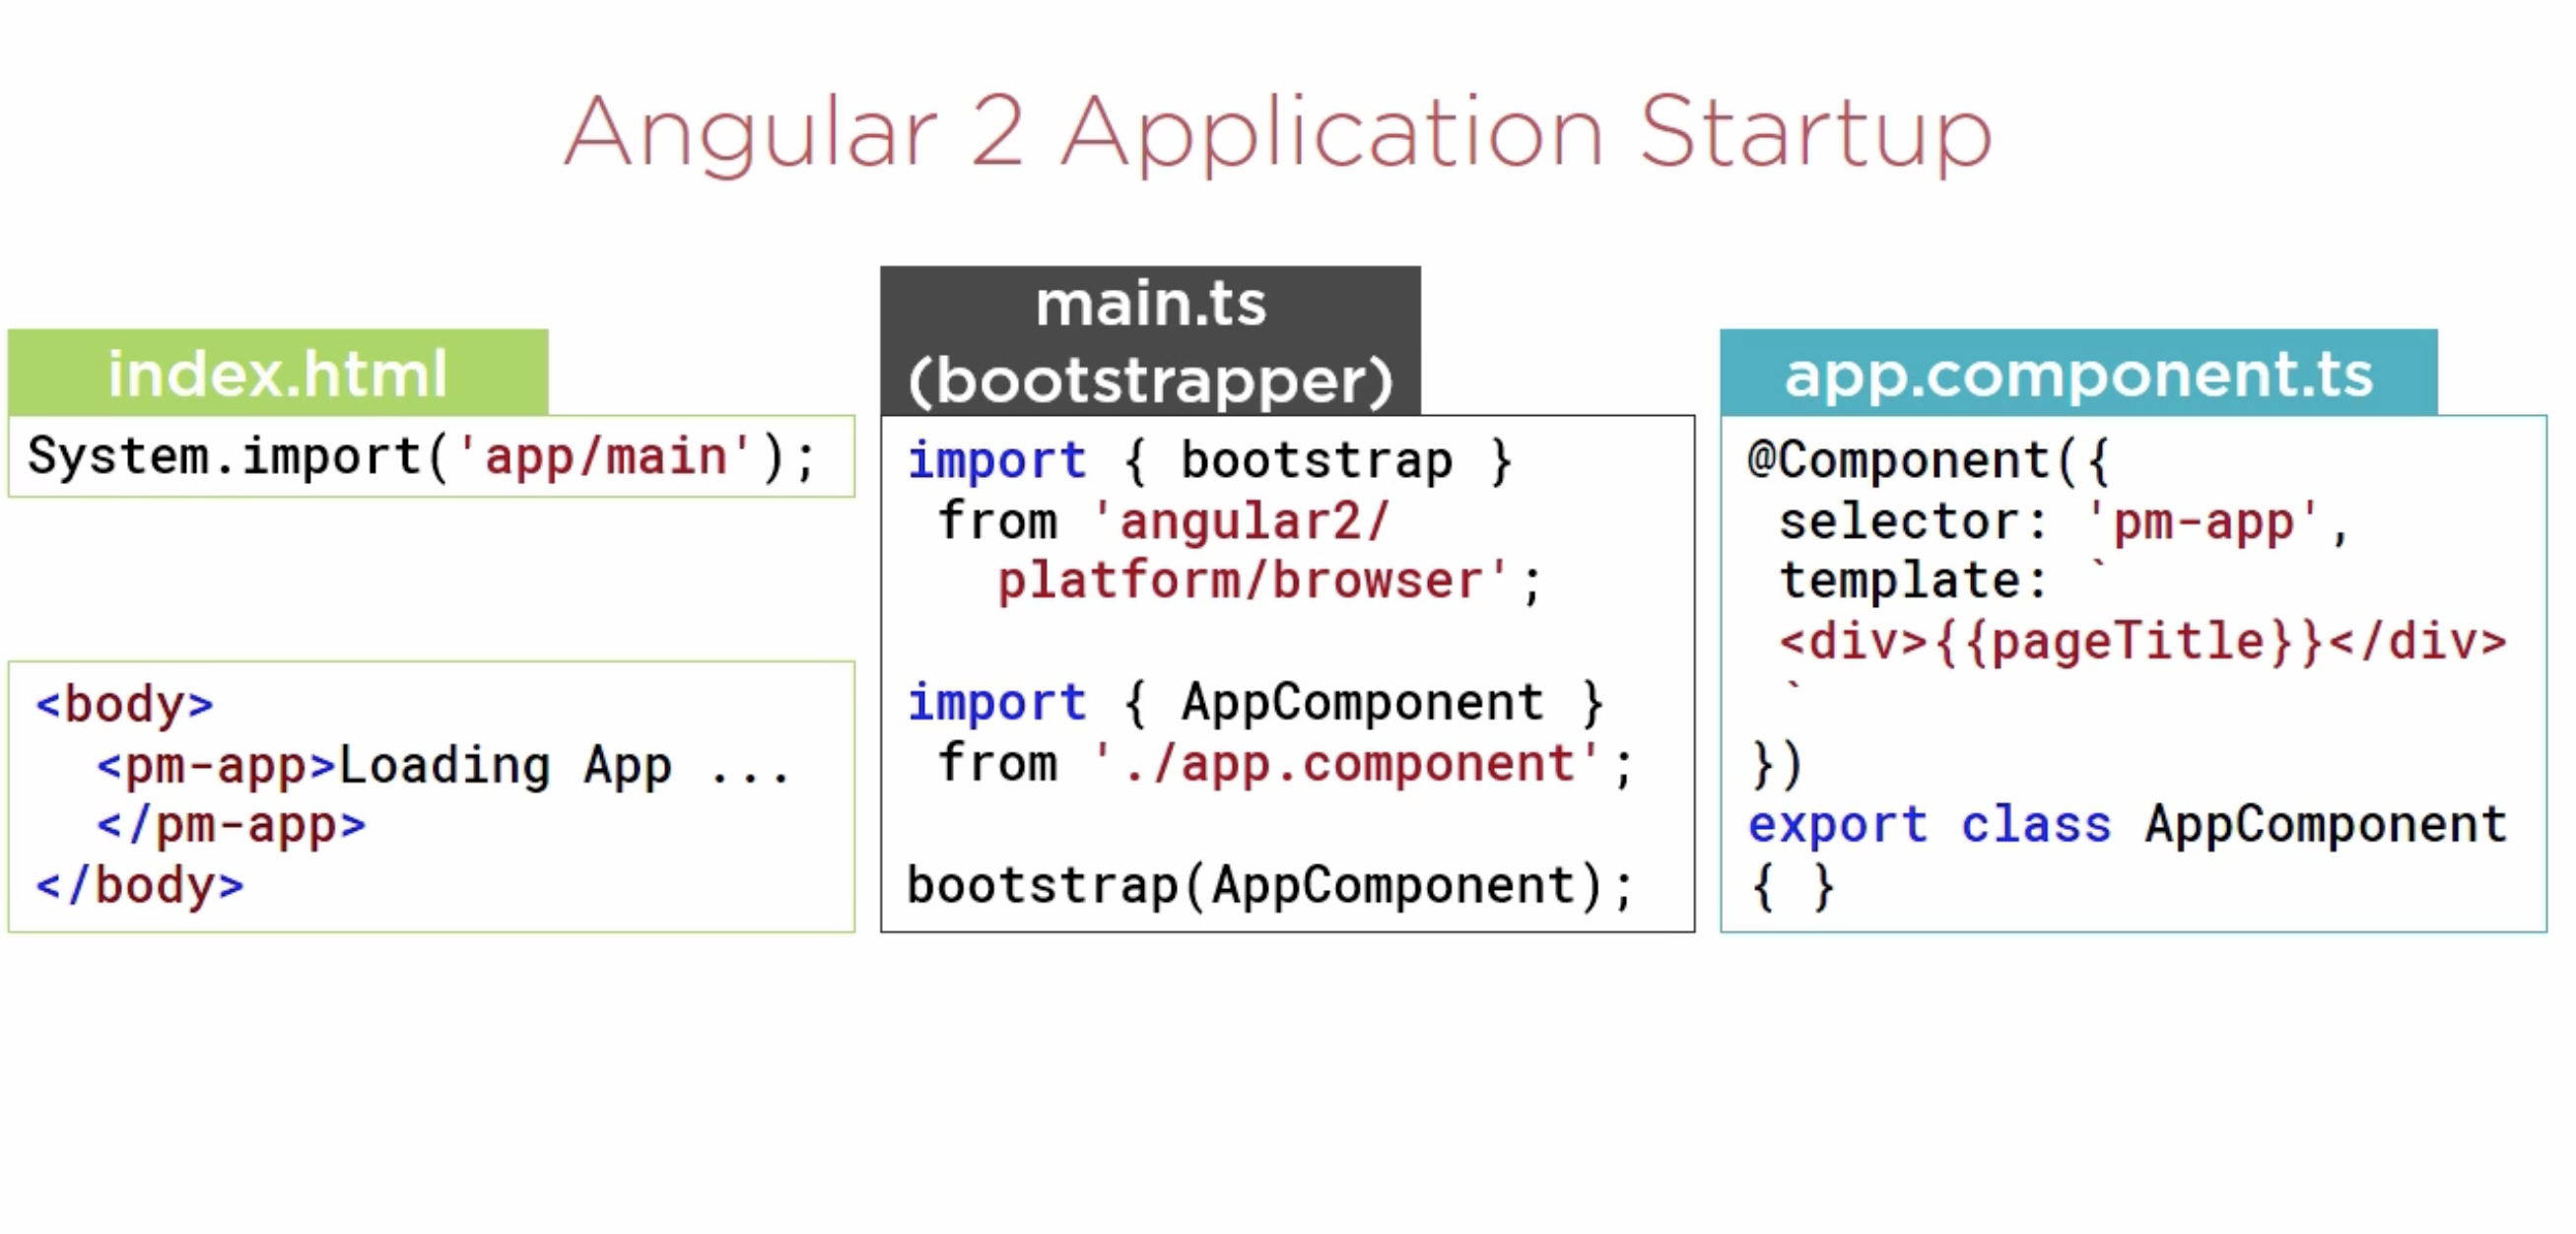 Angular 2 Application Startup
index.html
System.import('app/main');
<body>
<pm-app>Loading App ...
</pm-app>
</body>
main.ts
(bootstrapper)
import { bootstrap }
from 'angular2/
platform/browser';
import { AppComponent }
from './app.component';
bootstrap(AppComponent);
app.component.ts
@Component({
selector: 'pm-app',
template: `
<div>{{pageTitle}}</div>
`
})
export class AppComponent
{ }